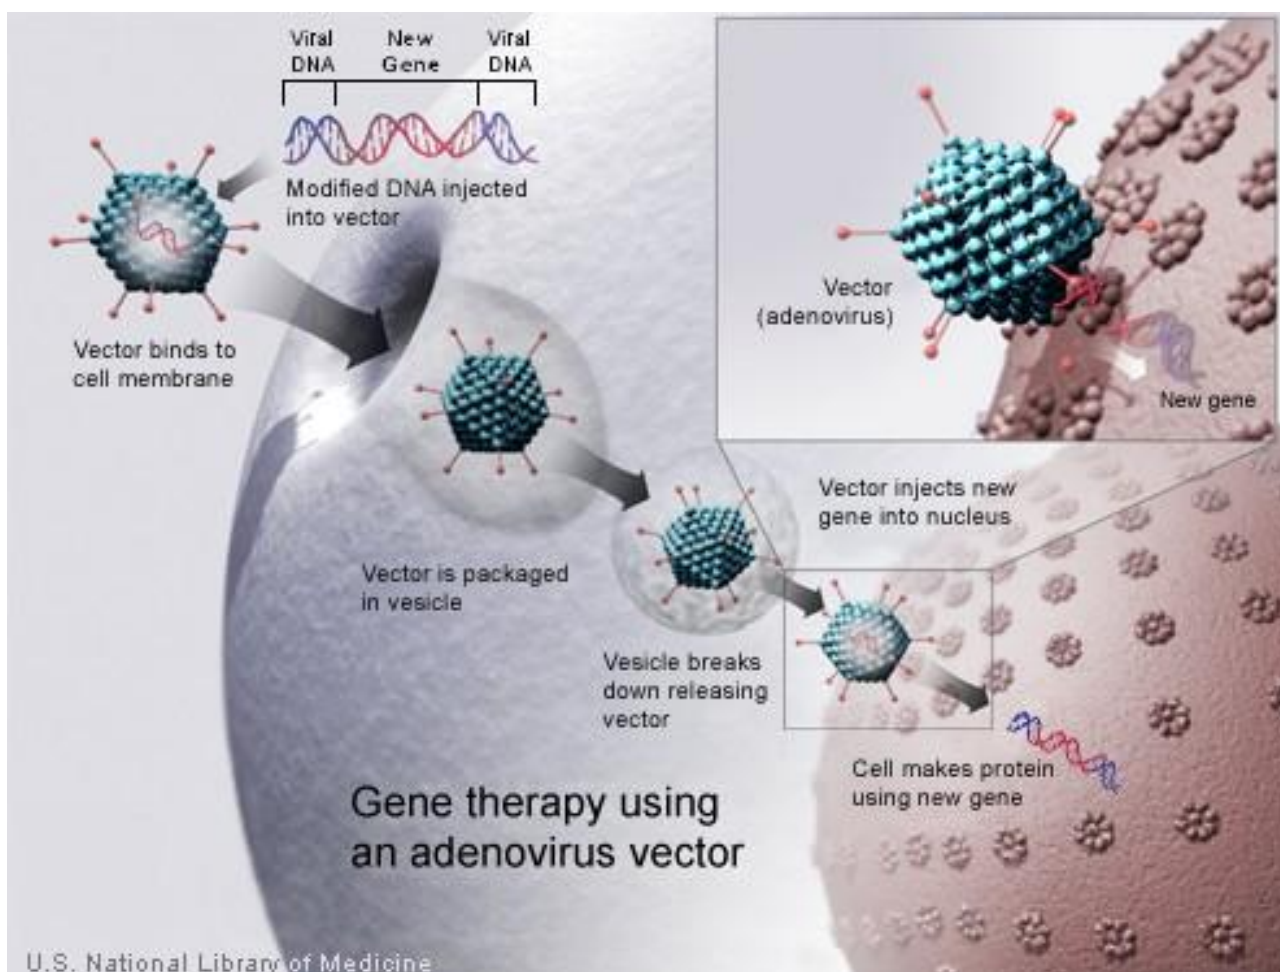 Viral
DNA
New
Gene
Viral
DNA
Modified DNA injected
into vector
Vector binds to
cell membrane
Vector
(adenovirus)
New gene
Vector injects new
gene into nucleus
Vector is packaged
in vesicle
Vesicle breaks
down releasing
vector
Cell makes protein
using new gene
Gene therapy using
an adenovirus vector
U.S. National Library of Medicine